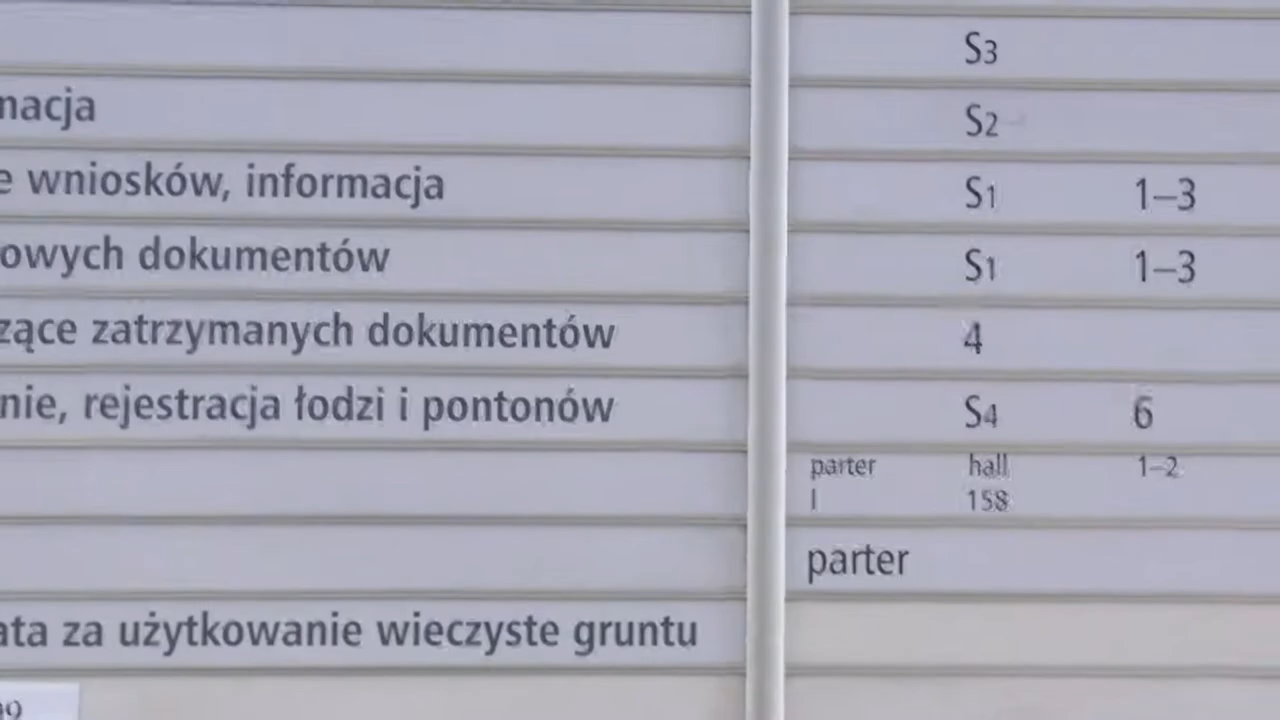 S3
macja S2
e wniosków, informacja S1 1–3
owych dokumentów S1 1–3
zące zatrzymanych dokumentów 4
nie, rejestracja łodzi i pontonów S4 6
parter hall 1–2
I 158
parter
ata za użytkowanie wieczyste gruntu